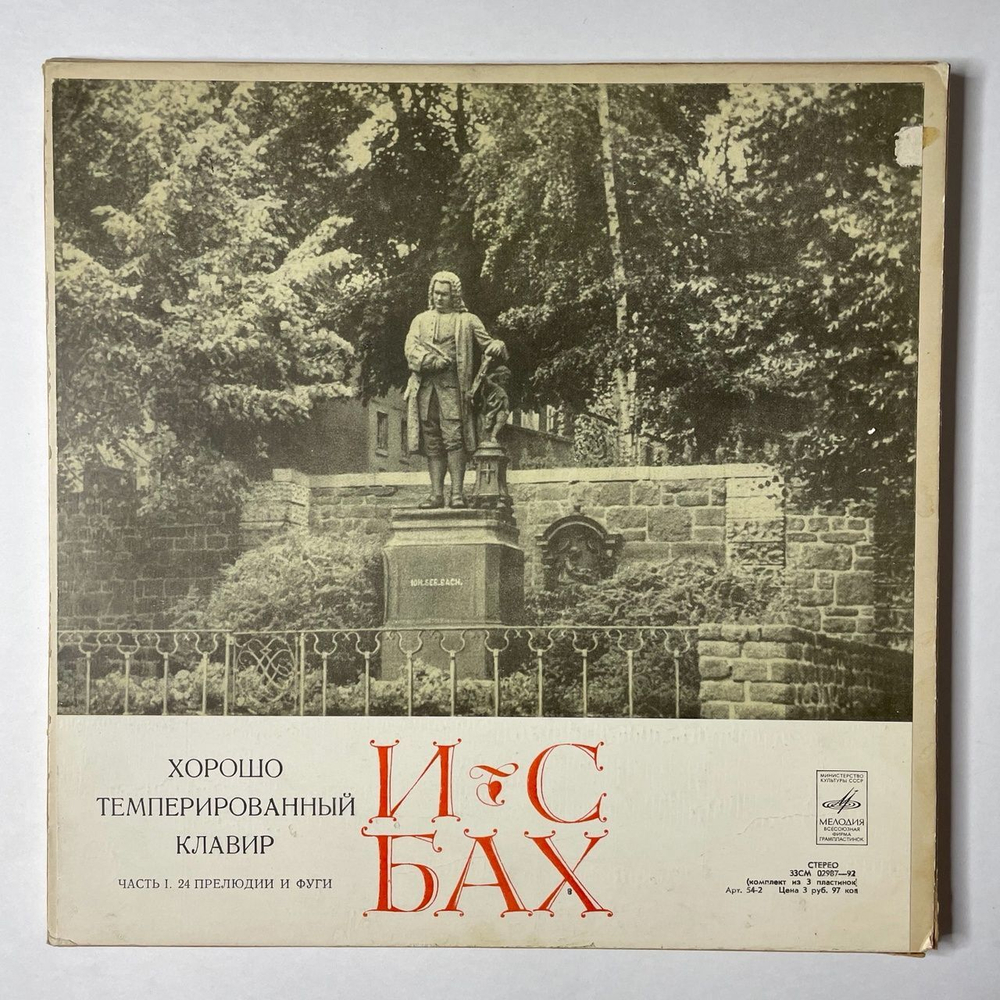 JOH. SEB. BACH.
ХОРОШО
ТЕМПЕРИРОВАННЫЙ
КЛАВИР
ЧАСТЬ I. 24 ПРЕЛЮДИИ И ФУГИ
И С
БАХ
МИНИСТЕРСТВО
КУЛЬТУРЫ СССР
МЕЛОДИЯ
ВСЕСОЮЗНАЯ
ФИРМА
ГРАМПЛАСТИНОК
СТЕРЕО
33СМ 02987—92
(комплект из 3 пластинок)
Арт. 54-2 Цена 3 руб. 97 коп